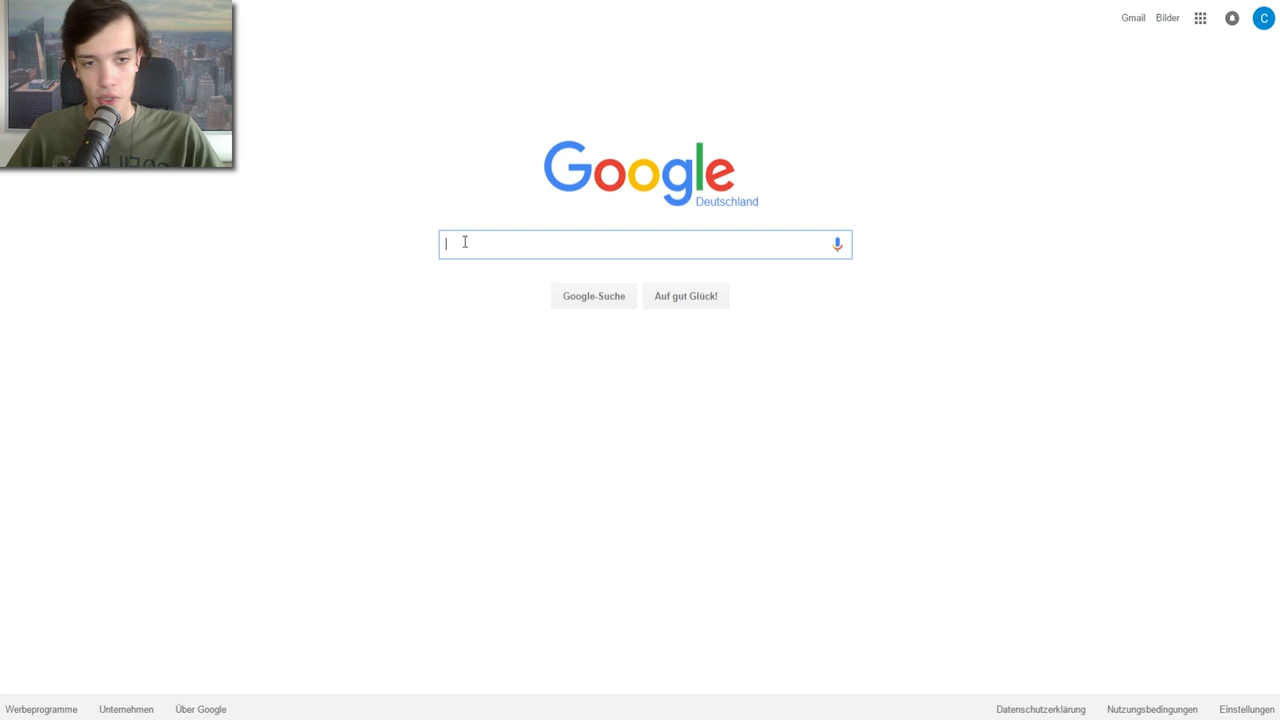 Gmail Bilder C
Google
Deutschland
Google-Suche Auf gut Glück!
Werbeprogramme Unternehmen Über Google Datenschutzerklärung Nutzungsbedingungen Einstellungen